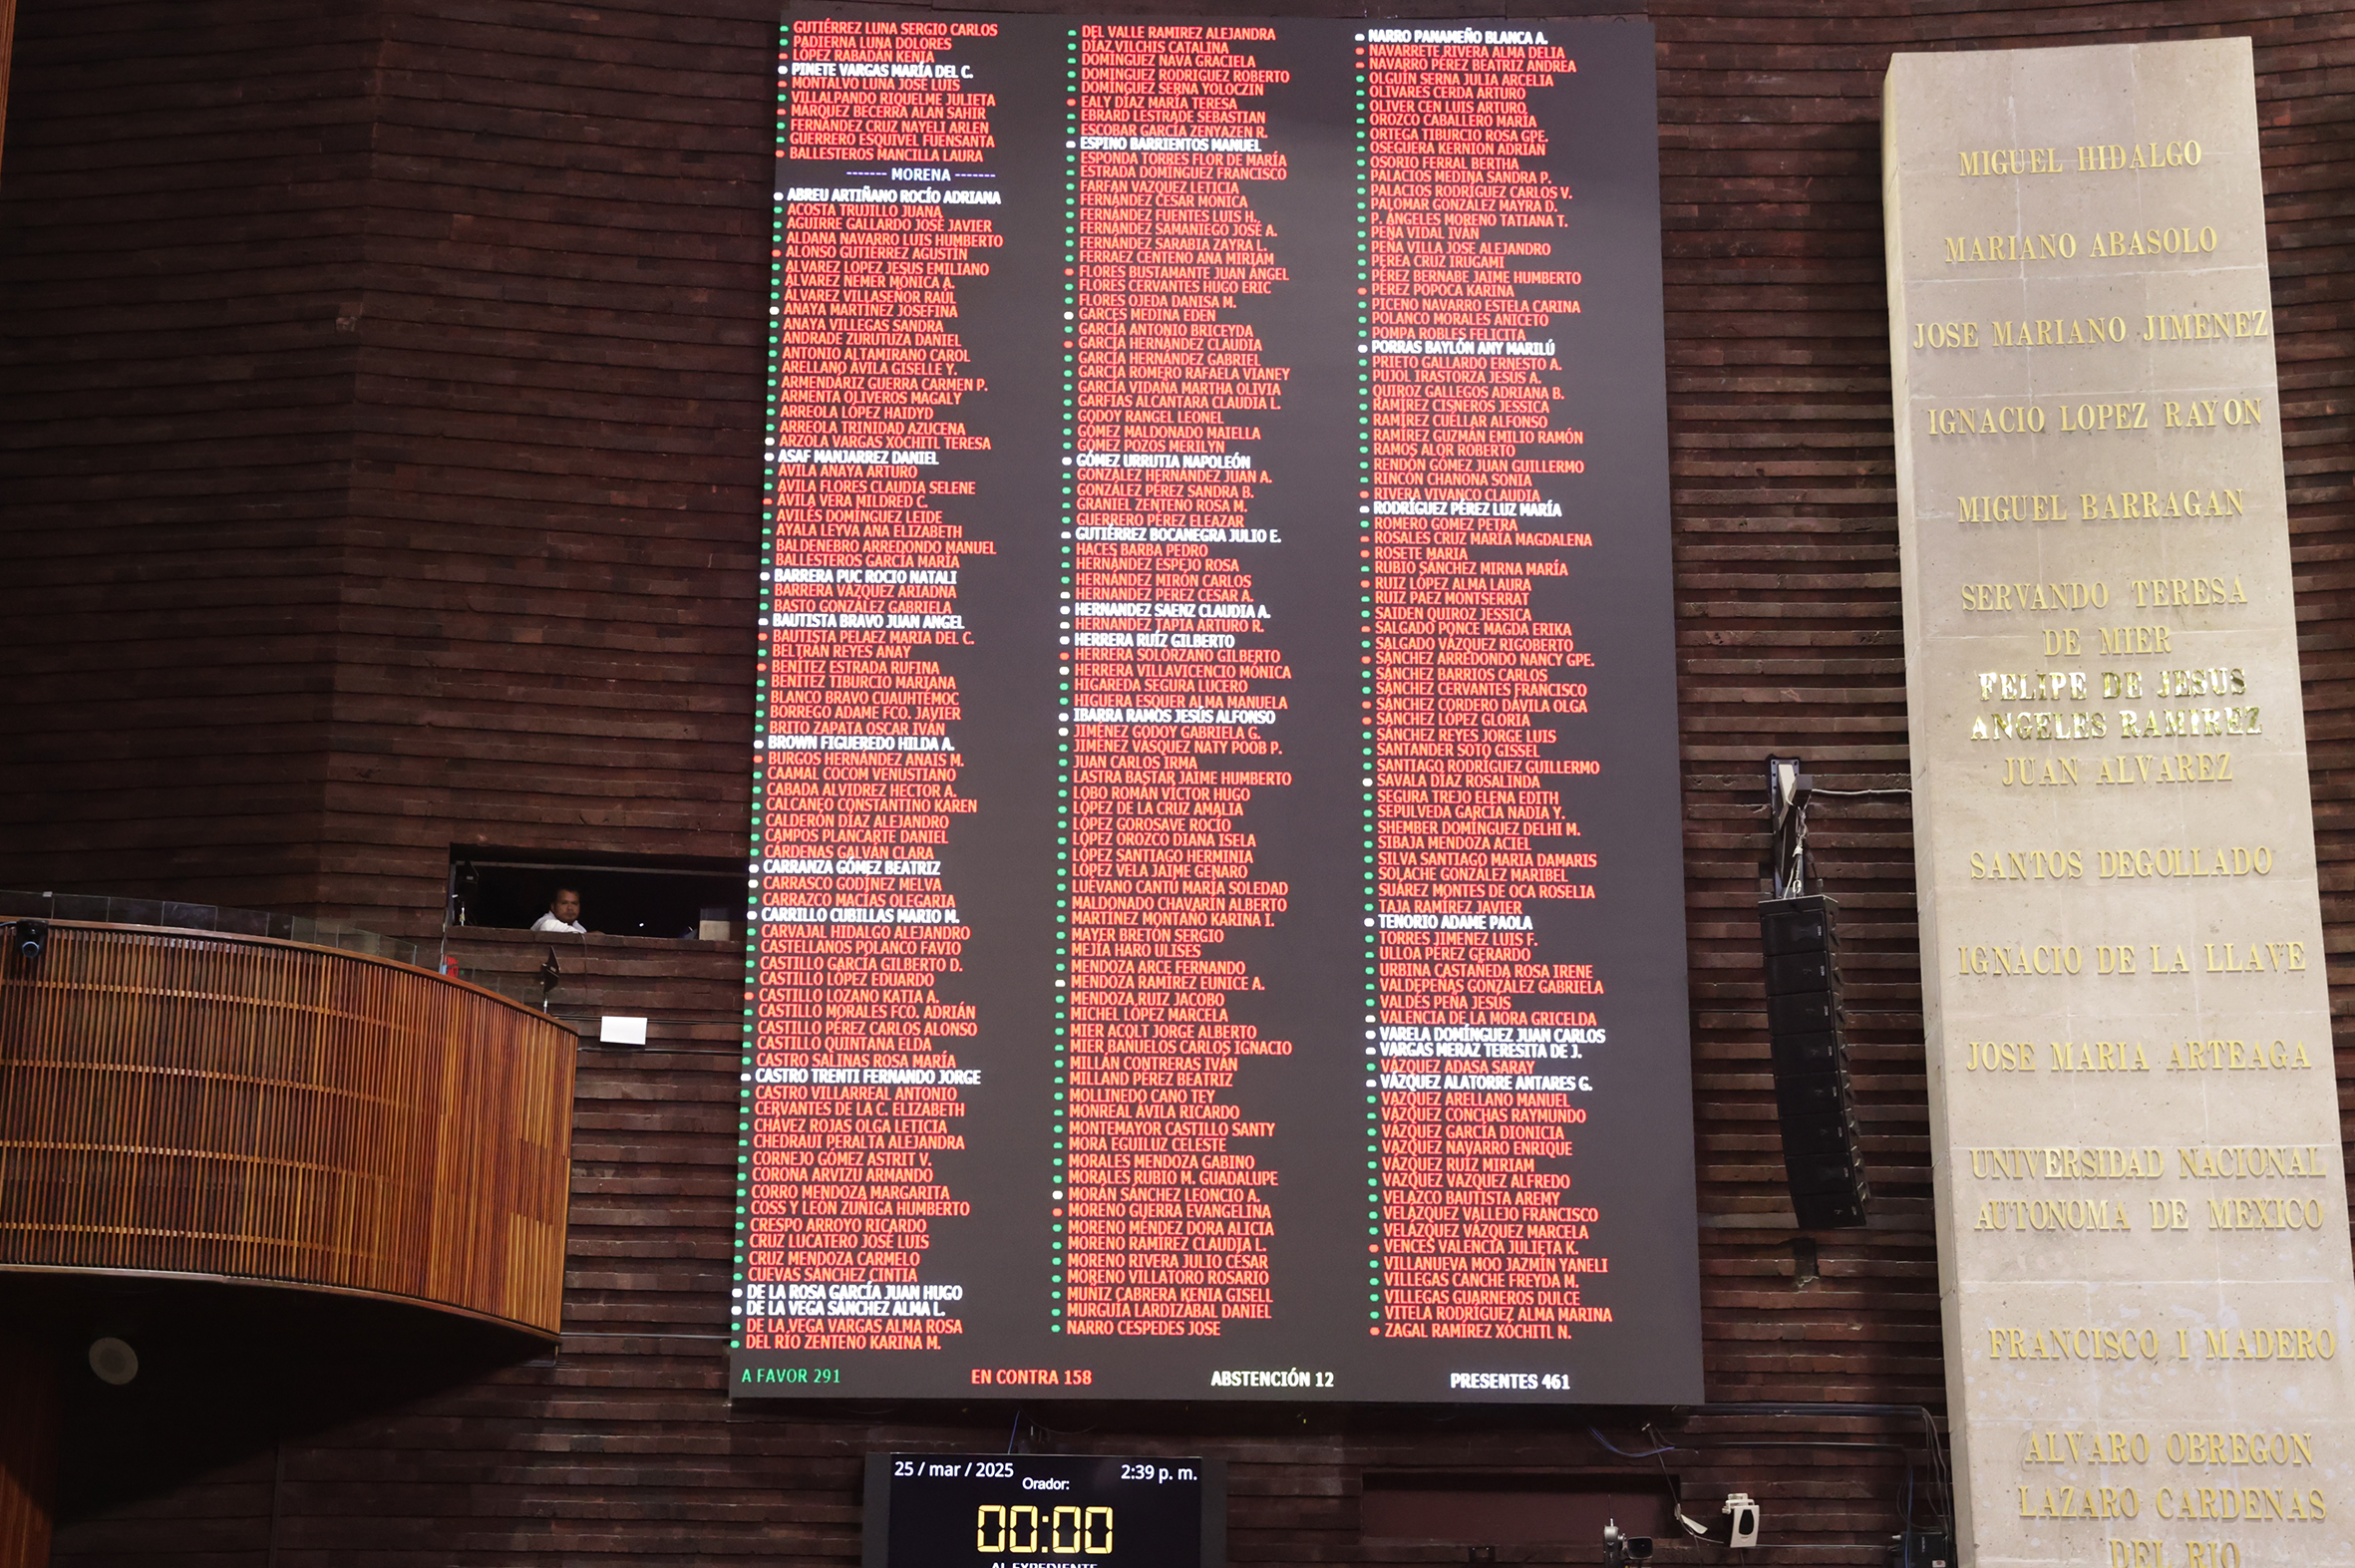 GUTIÉRREZ LUNA SERGIO CARLOS
PADIERNA LUNA DOLORES
LÓPEZ RABADÁN KENIA
PINETE VARGAS MARÍA DEL C.
MONTALVO LUNA JOSÉ LUIS
VILLALPANDO RIQUELME JULIETA
MÁRQUEZ BECERRA ALAN SAHIR
FERNÁNDEZ CRUZ NAYELI ARLEN
GUERRERO ESQUIVEL FUENSANTA
BALLESTEROS MANCILLA LAURA
------- MORENA -------
ABREU ARTIÑANO ROCÍO ADRIANA
ACOSTA TRUJILLO JUANA
AGUIRRE GALLARDO JOSÉ JAVIER
ALDANA NAVARRO LUIS HUMBERTO
ALONSO GUTIÉRREZ AGUSTÍN
ÁLVAREZ LÓPEZ JESÚS EMILIANO
ÁLVAREZ NEMER MÓNICA A.
ÁLVAREZ VILLASEÑOR RAÚL
ANAYA MARTÍNEZ JOSEFINA
ANAYA VILLEGAS SANDRA
ANDRADE ZURUTUZA DANIEL
ANTONIO ALTAMIRANO CAROL
ARELLANO ÁVILA GISELLE Y.
ARMENDÁRIZ GUERRA CARMEN P.
ARMENTA OLIVEROS MAGALY
ARREOLA LÓPEZ HAIDYD
ARREOLA TRINIDAD AZUCENA
ARZOLA VARGAS XÓCHITL TERESA
ASAF MANJARREZ DANIEL
ÁVILA ANAYA ARTURO
ÁVILA FLORES CLAUDIA SELENE
ÁVILA VERA MILDRED C.
AVILÉS DOMÍNGUEZ LEIDE
AYALA LEYVA ANA ELIZABETH
BALDENEBRO ARREDONDO MANUEL
BALLESTEROS GARCÍA MARÍA
BARRERA PUC ROCIO NATALI
BARRERA VÁZQUEZ ARIADNA
BASTO GONZÁLEZ GABRIELA
BAUTISTA BRAVO JUAN ANGEL
BAUTISTA PELAEZ MARIA DEL C.
BELTRÁN REYES ANAY
BENÍTEZ ESTRADA RUFINA
BENÍTEZ TIBURCIO MARIANA
BLANCO BRAVO CUAUHTÉMOC
BORREGO ADAME FCO. JAVIER
BRITO ZAPATA OSCAR IVÁN
BROWN FIGUEREDO HILDA A.
BURGOS HERNÁNDEZ ANAIS M.
CAAMAL COCOM VENUSTIANO
CABADA ALVIDREZ HECTOR A.
CALCANEO CONSTANTINO KAREN
CALDERÓN DÍAZ ALEJANDRO
CAMPOS PLANCARTE DANIEL
CÁRDENAS GALVÁN CLARA
CARRANZA GÓMEZ BEATRIZ
CARRASCO GODÍNEZ MELVA
CARRAZCO MACÍAS OLEGARIA
CARRILLO CUBILLAS MARIO M.
CARVAJAL HIDALGO ALEJANDRO
CASTELLANOS POLANCO FAVIO
CASTILLO GARCÍA GILBERTO D.
CASTILLO LÓPEZ EDUARDO
CASTILLO LOZANO KATIA A.
CASTILLO MORALES FCO. ADRIÁN
CASTILLO PÉREZ CARLOS ALONSO
CASTILLO QUINTANA ELDA
CASTRO SALINAS ROSA MARÍA
CASTRO TRENTI FERNANDO JORGE
CASTRO VILLARREAL ANTONIO
CERVANTES DE LA C. ELIZABETH
CHÁVEZ ROJAS OLGA LETICIA
CHEDRAUI PERALTA ALEJANDRA
CORNEJO GÓMEZ ASTRIT V.
CORONA ARVIZU ARMANDO
CORRO MENDOZA MARGARITA
COSS Y LEÓN ZÚÑIGA HUMBERTO
CRESPO ARROYO RICARDO
CRUZ LUCATERO JOSÉ LUIS
CRUZ MENDOZA CARMELO
CUEVAS SÁNCHEZ CINTIA
DE LA ROSA GARCÍA JUAN HUGO
DE LA VEGA SÁNCHEZ ALMA L.
DE LA VEGA VARGAS ALMA ROSA
DEL RÍO ZENTENO KARINA M.
DEL VALLE RAMIREZ ALEJANDRA
DÍAZ VILCHIS CATALINA
DOMINGUEZ NAVA GRACIELA
DOMINGUEZ RODRIGUEZ ROBERTO
DOMÍNGUEZ SERNA YOLOCZIN
EALY DÍAZ MARÍA TERESA
EBRARD LESTRADE SEBASTIAN
ESCOBAR GARCÍA ZENYAZEN R.
ESPINO BARRIENTOS MANUEL
ESPONDA TORRES FLOR DE MARÍA
ESTRADA DOMÍNGUEZ FRANCISCO
FARFÁN VÁZQUEZ LETICIA
FERNÁNDEZ CÉSAR MÓNICA
FERNÁNDEZ FUENTES LUIS H.
FERNÁNDEZ SAMANIEGO JOSÉ A.
FERNÁNDEZ SARABIA ZAYRA L.
FERRAEZ CENTENO ANA MIRIAM
FLORES BUSTAMANTE JUAN ÁNGEL
FLORES CERVANTES HUGO ERIC
FLORES OJEDA DANISA M.
GARCES MEDINA EDEN
GARCÍA ANTONIO BRICEYDA
GARCÍA HERNÁNDEZ CLAUDIA
GARCÍA HERNÁNDEZ GABRIEL
GARCÍA ROMERO RAFAELA VIANEY
GARCÍA VIDAÑA MARTHA OLIVIA
GARFIAS ALCANTARA CLAUDIA L.
GODOY RANGEL LEONEL
GÓMEZ MALDONADO MAIELLA
GÓMEZ POZOS MERILYN
GÓMEZ URRUTIA NAPOLEÓN
GONZÁLEZ HERNÁNDEZ JUAN A.
GONZÁLEZ PÉREZ SANDRA B.
GRANIEL ZENTENO ROSA M.
GUERRERO PÉREZ ELEAZAR
GUTIÉRREZ BOCANEGRA JULIO E.
HACES BARBA PEDRO
HERNÁNDEZ ESPEJO ROSA
HERNÁNDEZ MIRÓN CARLOS
HERNÁNDEZ PEREZ CESAR A.
HERNANDEZ SAENZ CLAUDIA A.
HERNÁNDEZ TAPIA ARTURO R.
HERRERA RUÍZ GILBERTO
HERRERA SOLÓRZANO GILBERTO
HERRERA VILLAVICENCIO MÓNICA
HIGAREDA SEGURA LUCERO
HIGUERA ESQUER ALMA MANUELA
IBARRA RAMOS JESÚS ALFONSO
JIMÉNEZ GODOY GABRIELA G.
JIMÉNEZ VÁSQUEZ NATY POOB P.
JUAN CARLOS IRMA
LASTRA BASTAR JAIME HUMBERTO
LOBO ROMÁN VÍCTOR HUGO
LÓPEZ DE LA CRUZ AMALIA
LÓPEZ GOROSAVE ROCÍO
LÓPEZ OROZCO DIANA ISELA
LÓPEZ SANTIAGO HERMINIA
LÓPEZ VELA JAIME GENARO
LUÉVANO CANTÚ MARÍA SOLEDAD
MALDONADO CHAVARÍN ALBERTO
MARTÍNEZ MONTAÑO KARINA I.
MAYER BRETÓN SERGIO
MEJÍA HARO ULISES
MENDOZA ARCE FERNANDO
MENDOZA RAMÍREZ EUNICE A.
MENDOZA RUIZ JACOBO
MICHEL LÓPEZ MARCELA
MIER ACOLT JORGE ALBERTO
MIER BAÑUELOS CARLOS IGNACIO
MILLÁN CONTRERAS IVÁN
MILLAND PÉREZ BEATRIZ
MOLLINEDO CANO TEY
MONREAL ÁVILA RICARDO
MONTEMAYOR CASTILLO SANTY
MORA EGUILUZ CELESTE
MORALES MENDOZA GABINO
MORALES RUBIO M. GUADALUPE
MORÁN SÁNCHEZ LEONCIO A.
MORENO GUERRA EVANGELINA
MORENO MÉNDEZ DORA ALICIA
MORENO RAMIREZ CLAUDIA L.
MORENO RIVERA JULIO CÉSAR
MORENO VILLATORO ROSARIO
MUÑIZ CABRERA KENIA GISELL
MURGUÍA LARDIZÁBAL DANIEL
NARRO CÉSPEDES JOSÉ
NARRO PANAMEÑO BLANCA A.
NAVARRETE RIVERA ALMA DELIA
NAVARRO PÉREZ BEATRIZ ANDREA
OLGUÍN SERNA JULIA ARCELIA
OLIVARES CERDA ARTURO
OLIVER CEN LUIS ARTURO
OROZCO CABALLERO MARÍA
ORTEGA TIBURCIO ROSA GPE.
OSEGUERA KERNION ADRIÁN
OSORIO FERRAL BERTHA
PALACIOS MEDINA SANDRA P.
PALACIOS RODRÍGUEZ CARLOS V.
PALOMAR GONZÁLEZ MAYRA D.
P. ÁNGELES MORENO TATIANA T.
PEÑA VIDAL IVÁN
PEÑA VILLA JOSE ALEJANDRO
PEREA CRUZ IRUGAMI
PÉREZ BERNABE JAIME HUMBERTO
PÉREZ POPOCA KARINA
PICENO NAVARRO ESTELA CARINA
POLANCO MORALES ANICETO
POMPA ROBLES FELICITA
PORRAS BAYLÓN ANY MARILÚ
PRIETO GALLARDO ERNESTO A.
PUJOL IRASTORZA JESÚS A.
QUIROZ GALLEGOS ADRIANA B.
RAMÍREZ CISNEROS JESSICA
RAMÍREZ CUÉLLAR ALFONSO
RAMÍREZ GUZMÁN EMILIO RAMÓN
RAMOS ALOR ROBERTO
RENDÓN GÓMEZ JUAN GUILLERMO
RINCÓN CHANONA SONIA
RIVERA VIVANCO CLAUDIA
RODRÍGUEZ PÉREZ LUZ MARÍA
ROMERO GOMEZ PETRA
ROSALES CRUZ MARÍA MAGDALENA
ROSETE MARIA
RUBIO SÁNCHEZ MIRNA MARÍA
RUIZ LÓPEZ ALMA LAURA
RUIZ PÁEZ MONTSERRAT
SAIDEN QUIROZ JESSICA
SALGADO PONCE MAGDA ERIKA
SALGADO VÁZQUEZ RIGOBERTO
SÁNCHEZ ARREDONDO NANCY GPE.
SÁNCHEZ BARRIOS CARLOS
SÁNCHEZ CERVANTES FRANCISCO
SÁNCHEZ CORDERO DÁVILA OLGA
SÁNCHEZ LÓPEZ GLORIA
SÁNCHEZ REYES JORGE LUIS
SANTANDER SOTO GISSEL
SANTIAGO RODRÍGUEZ GUILLERMO
SAVALA DÍAZ ROSALINDA
SEGURA TREJO ELENA EDITH
SEPÚLVEDA GARCÍA NADIA Y.
SHEMBER DOMÍNGUEZ DELHI M.
SIBAJA MENDOZA ACIEL
SILVA SANTIAGO MARIA DAMARIS
SOLACHE GONZÁLEZ MARIBEL
SUÁREZ MONTES DE OCA ROSELIA
TAJA RAMÍREZ JAVIER
TENORIO ADAME PAOLA
TORRES JIMENEZ LUIS F.
ULLOA PÉREZ GERARDO
URBINA CASTAÑEDA ROSA IRENE
VALDEPEÑAS GONZÁLEZ GABRIELA
VALDÉS PEÑA JESÚS
VALENCIA DE LA MORA GRICELDA
VARELA DOMÍNGUEZ JUAN CARLOS
VARGAS MERAZ TERESITA DE J.
VÁZQUEZ ADASA SARAY
VÁZQUEZ ALATORRE ANTARES G.
VÁZQUEZ ARELLANO MANUEL
VÁZQUEZ CONCHAS RAYMUNDO
VÁZQUEZ GARCÍA DIONICIA
VÁZQUEZ NAVARRO ENRIQUE
VÁZQUEZ RUÍZ MIRIAM
VÁZQUEZ VÁZQUEZ ALFREDO
VELAZCO BAUTISTA AREMY
VELÁZQUEZ VALLEJO FRANCISCO
VELÁZQUEZ VÁZQUEZ MARCELA
VENCES VALENCIA JULIETA K.
VILLANUEVA MOO JAZMÍN YANELI
VILLEGAS CANCHE FREYDA M.
VILLEGAS GUARNEROS DULCE
VITELA RODRÍGUEZ ALMA MARINA
ZAGAL RAMÍREZ XÓCHITL N.
A FAVOR 291 EN CONTRA 158 ABSTENCIÓN 12 PRESENTES 461
25 / mar / 2025 2:39 p. m.
Orador:
00:00
AL EXPEDIENTE
MIGUEL HIDALGO
MARIANO ABASOLO
JOSE MARIANO JIMENEZ
IGNACIO LOPEZ RAYON
MIGUEL BARRAGAN
SERVANDO TERESA
DE MIER
FELIPE DE JESUS
ANGELES RAMIREZ
JUAN ALVAREZ
SANTOS DEGOLLADO
IGNACIO DE LA LLAVE
JOSE MARIA ARTEAGA
UNIVERSIDAD NACIONAL
AUTONOMA DE MEXICO
FRANCISCO I MADERO
ALVARO OBREGON
LAZARO CARDENAS
DEL RIO